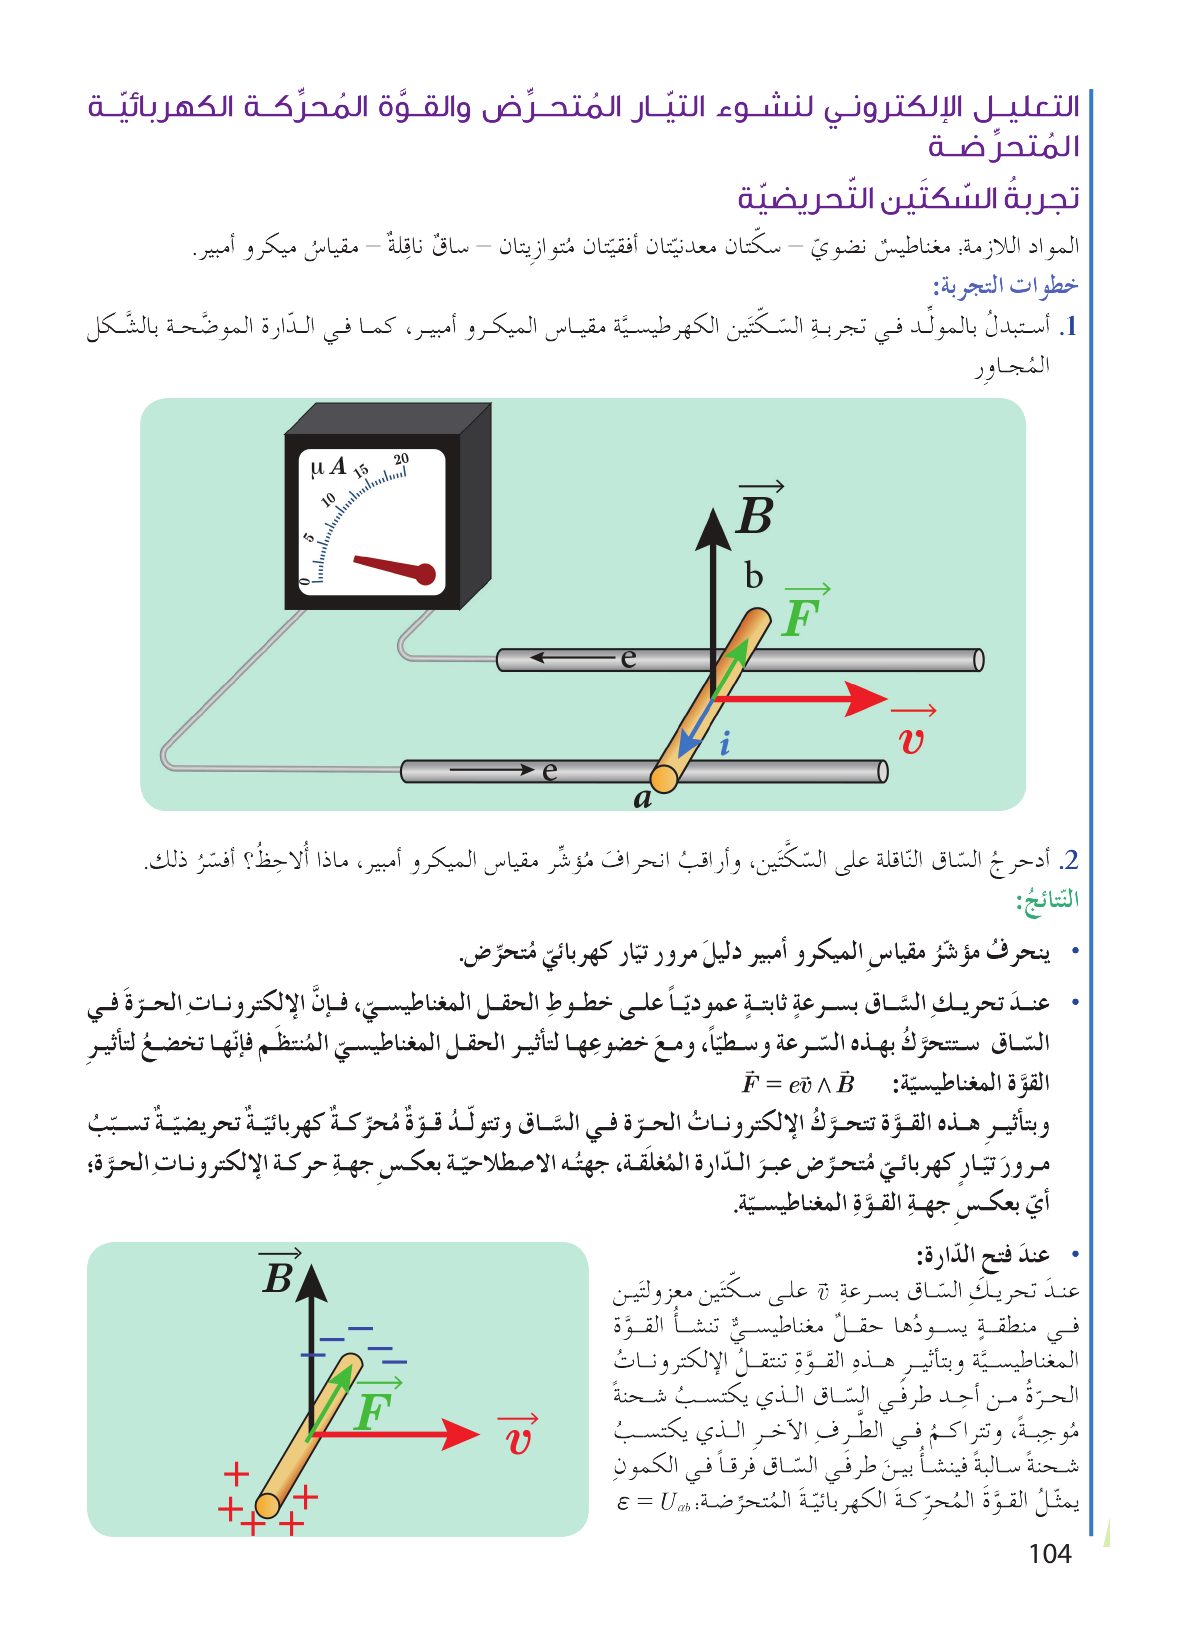 التعليل الإلكتروني لنشوء التيّار المُتحرِّض والقوَّة المُحرِّكة الكهربائيّة
المُتحرِّضة
تجربةُ السّكتَين التّحريضيّة
المواد اللازمة: مغناطيسٌ نضويّ – سكّتان معدنيّتان أفقيّتان مُتوازِيتان – ساقٌ ناقِلةٌ – مقياسُ ميكرو أمبير.
خطوات التجربة:
1. أستبدلُ بالمولِّد في تجربةِ السّكّتَين الكهرطيسيَّة مقياس الميكرو أمبير، كما في الدّارة الموضَّحة بالشَّكل
المُجاوِر
μ A
0 5 10 15 20
B
b
F
e
v
i
e
a
2. أدحرجُ السّاق النّاقلة على السّكَّتَين، وأراقبُ انحرافَ مُؤشِّر مقياس الميكرو أمبير، ماذا أُلاحِظُ؟ أفسّرُ ذلك.
النّتائجُ:
• ينحرفُ مؤشّرُ مقياسِ الميكرو أمبير دليلَ مرور تيّار كهربائيّ مُتحرِّض.
• عندَ تحريكِ السَّاق بسرعةٍ ثابتةٍ عموديّاً على خطوطِ الحقل المغناطيسيّ، فإنَّ الإلكتروناتِ الحرّةَ في
السّاق ستتحرَّكُ بهذه السّرعة وسطيّاً، ومعَ خضوعِها لتأثير الحقل المغناطيسيّ المُنتظَم فإنّها تخضعُ لتأثيرِ
القوَّة المغناطيسيّة: F⃗ = ev⃗ ∧ B⃗
وبتأثيرِ هذه القوَّة تتحرَّكُ الإلكتروناتُ الحرّة في السَّاق وتتولّدُ قوّةٌ مُحرِّكةٌ كهربائيّةٌ تحريضيّةٌ تسبّبُ
مرورَ تيّارٍ كهربائيّ مُتحرِّض عبرَ الدّارة المُغلَقة، جهتُه الاصطلاحيّة بعكسِ جهةِ حركة الإلكتروناتِ الحرَّة؛
أيّ بعكسِ جهةِ القوَّةِ المغناطيسيّة.
• عندَ فتح الدّارة:
عندَ تحريكَِ السّاق بسرعةِ v⃗ على سكّتَين معزولتَين
في منطقةٍ يسودُها حقلٌ مغناطيسيٌّ تنشأُ القوَّة
المغناطيسيَّة وبتأثيرِ هذهِ القوَّةِ تنتقلُ الإلكتروناتُ
الحرّةُ من أحِد طرفَي السّاق الذي يكتسبُ شحنةً
مُوجِبةً، وتتراكمُ في الطَّرفِ الآخرِ الذي يكتسبُ
شحنةً سالبةً فينشأُ بينَ طرفَي السّاق فرقاً في الكمونِ
يمثّلُ القوَّةَ المُحرّكةَ الكهربائيّةَ المُتحرِّضة: ε = Uab
B
F
v
104